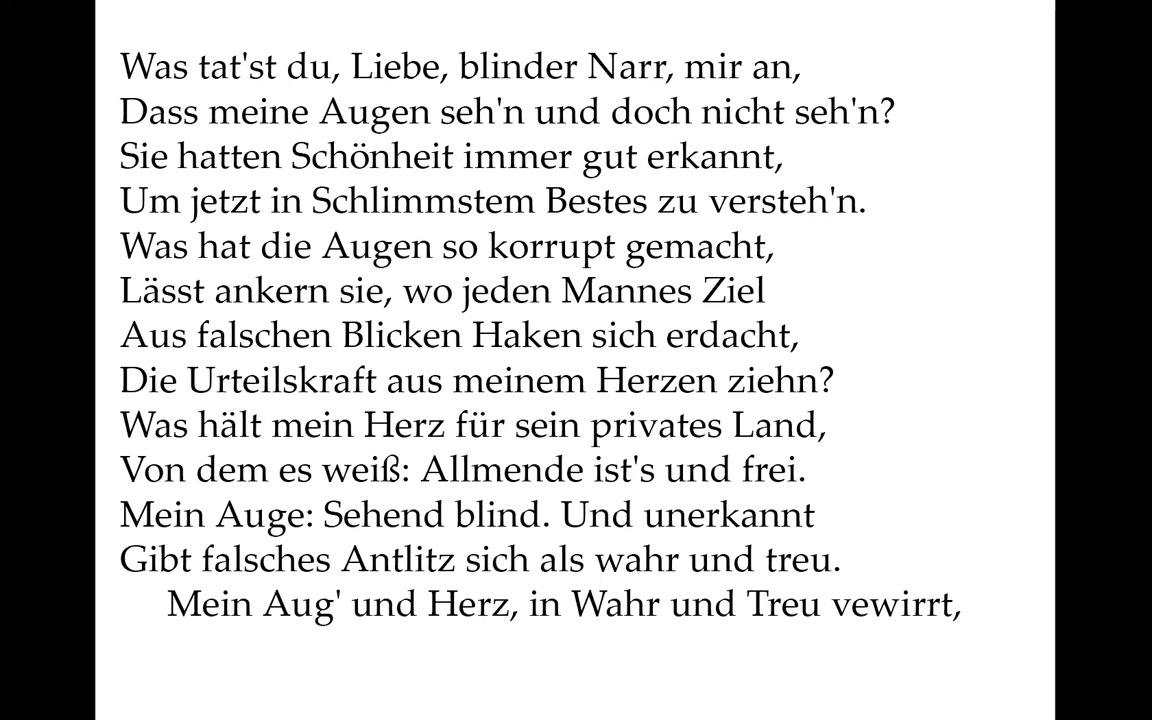 Was tat'st du, Liebe, blinder Narr, mir an,
Dass meine Augen seh'n und doch nicht seh'n?
Sie hatten Schönheit immer gut erkannt,
Um jetzt in Schlimmstem Bestes zu versteh'n.
Was hat die Augen so korrupt gemacht,
Lässt ankern sie, wo jeden Mannes Ziel
Aus falschen Blicken Haken sich erdacht,
Die Urteilskraft aus meinem Herzen ziehn?
Was hält mein Herz für sein privates Land,
Von dem es weiß: Allmende ist's und frei.
Mein Auge: Sehend blind. Und unerkannt
Gibt falsches Antlitz sich als wahr und treu.
Mein Aug' und Herz, in Wahr und Treu vewirrt,